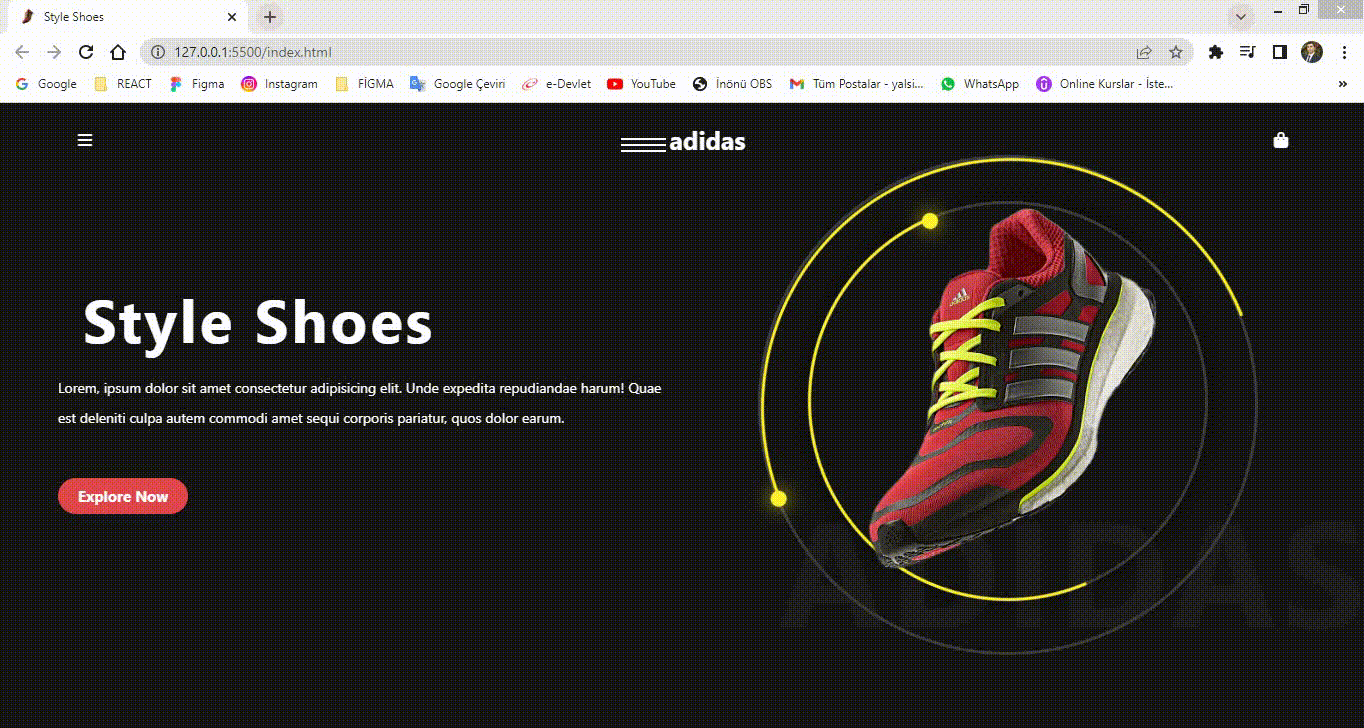 Style Shoes
127.0.0.1:5500/index.html
Google REACT Figma Instagram FİGMA Google Çeviri e-Devlet YouTube İnönü OBS Tüm Postalar - yalsi... WhatsApp Online Kurslar - İste...
adidas
Style Shoes
Lorem, ipsum dolor sit amet consectetur adipisicing elit. Unde expedita repudiandae harum! Quae
est deleniti culpa autem commodi amet sequi corporis pariatur, quos dolor earum.
Explore Now
adidas
ADIDAS